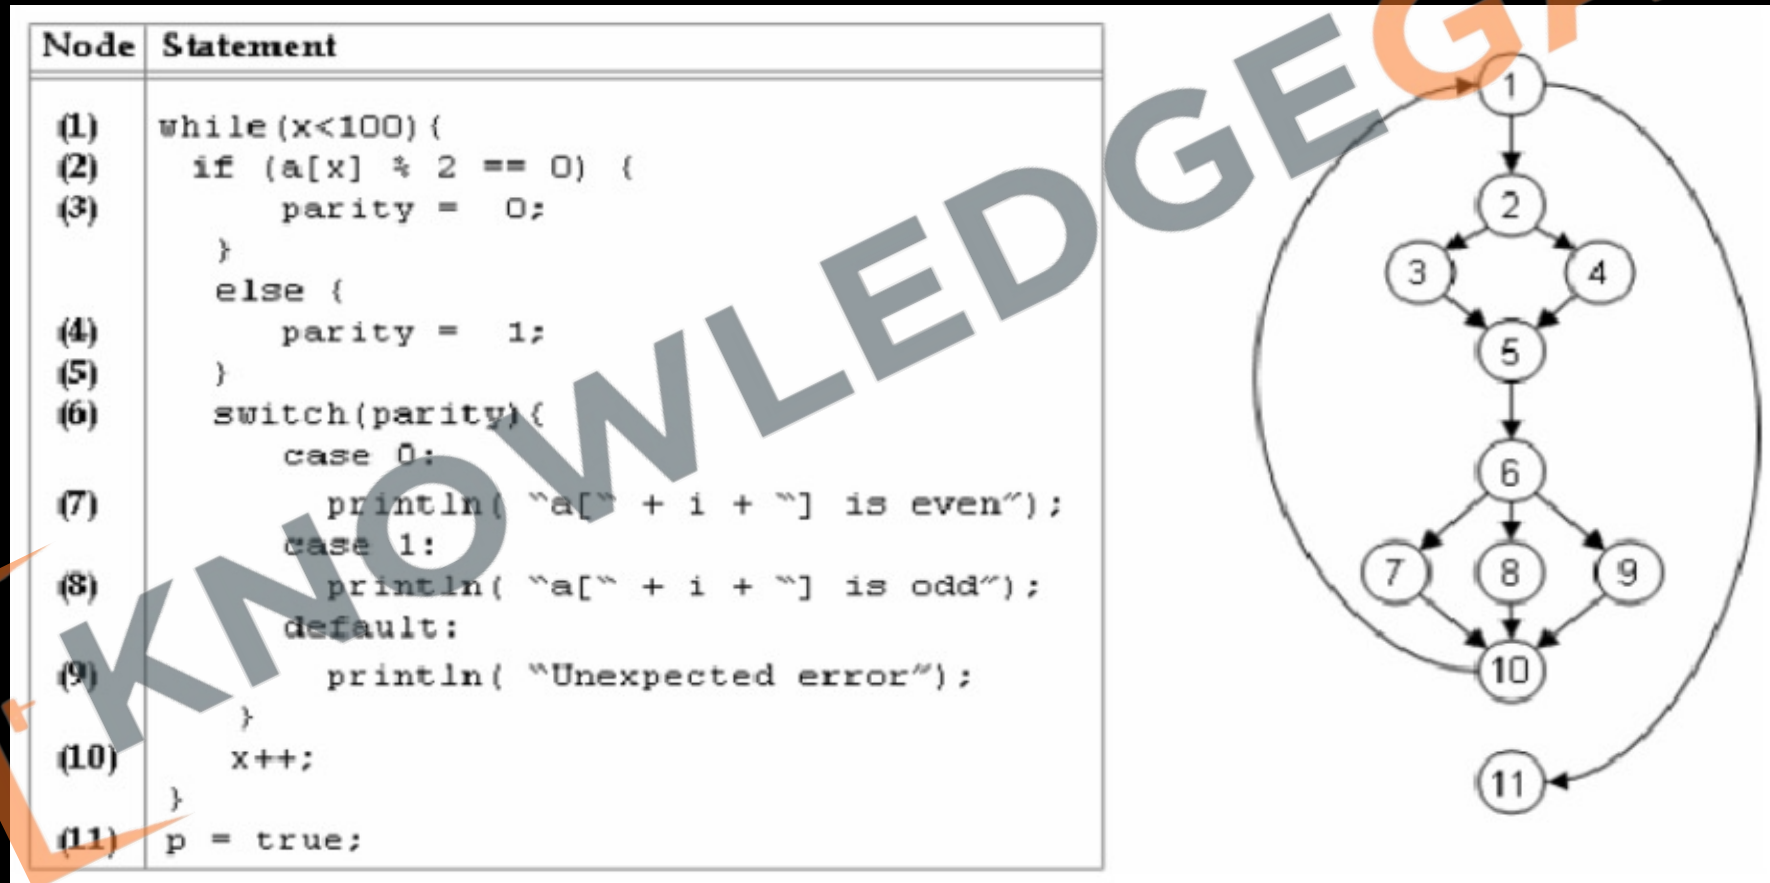 Node Statement
(1) while(x<100){
(2) if (a[x] % 2 == 0) {
(3) parity = 0;
}
else {
(4) parity = 1;
(5) }
(6) switch(parity){
case 0:
(7) println( "a[" + i + "] is even");
case 1:
(8) println( "a[" + i + "] is odd");
default:
(9) println( "Unexpected error");
}
(10) x++;
}
(11) p = true;
1
2
3 4
5
6
7 8 9
10
11
KNOWLEDGEGA